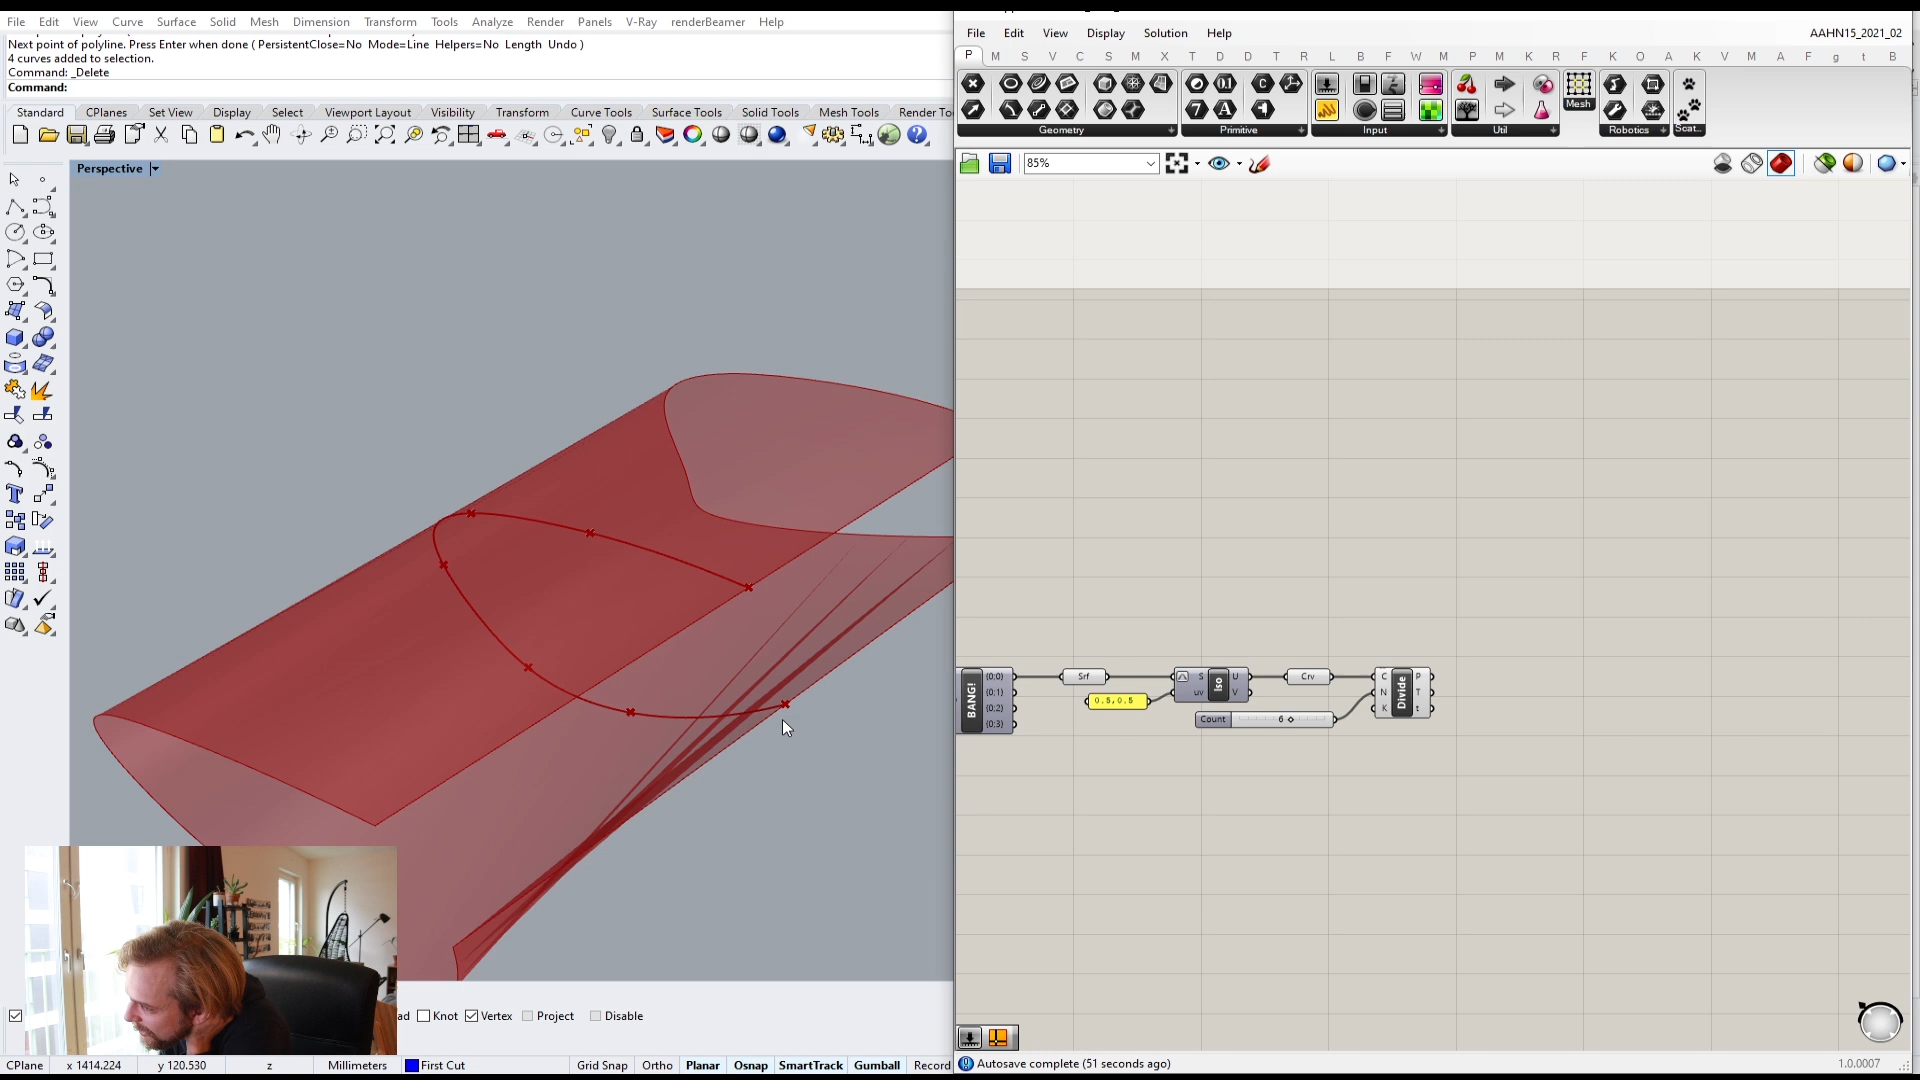 File Edit View Curve Surface Solid Mesh Dimension Transform Tools Analyze Render Panels V-Ray renderBeamer Help
Next point of polyline. Press Enter when done ( PersistentClose=No Mode=Line Helpers=No Length Undo )
4 curves added to selection.
Command: _Delete
Command:
Standard CPlanes Set View Display Select Viewport Layout Visibility Transform Curve Tools Surface Tools Solid Tools Mesh Tools Render To
Perspective
File Edit View Display Solution Help AAHN15_2021_02
P M S V C S M X T D D T R L B F W M P M K R K O A K V M A F g t B
Geometry Primitive Input Util Mesh Robotics Scat...
85%
BANG! {0;0} {0;1} {0;2} {0;3}
Srf
0.5,0.5
S uv Iso U V
Crv
Count 6
C N K Divide P T t
ad Knot Vertex Project Disable
CPlane x 1414.224 y 120.530 z Millimeters First Cut Grid Snap Ortho Planar Osnap SmartTrack Gumball Record
Autosave complete (51 seconds ago) 1.0.0007